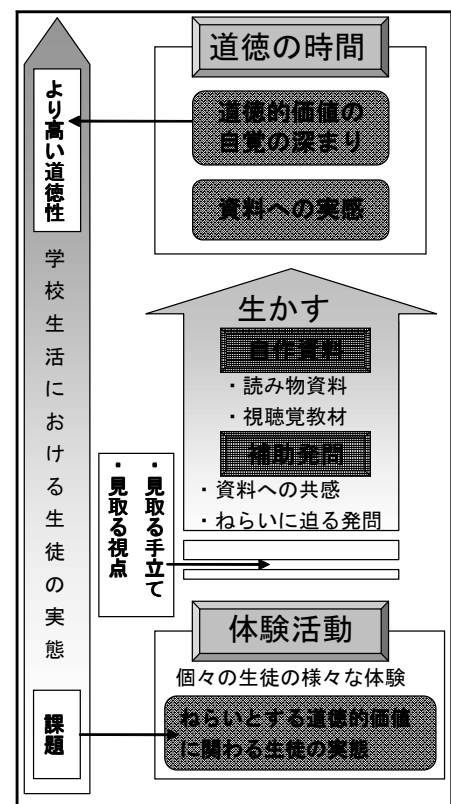 道徳の時間
道徳的価値の
自覚の深まり
資料への実感
より高い道徳性
学校生活における生徒の実態
課題
生かす
自作資料
・読み物資料
・視聴覚教材
補助発問
・資料への共感
・ねらいに迫る発問
・見取る手立て
・見取る視点
体験活動
個々の生徒の様々な体験
ねらいとする道徳的価値
に関わる生徒の実態